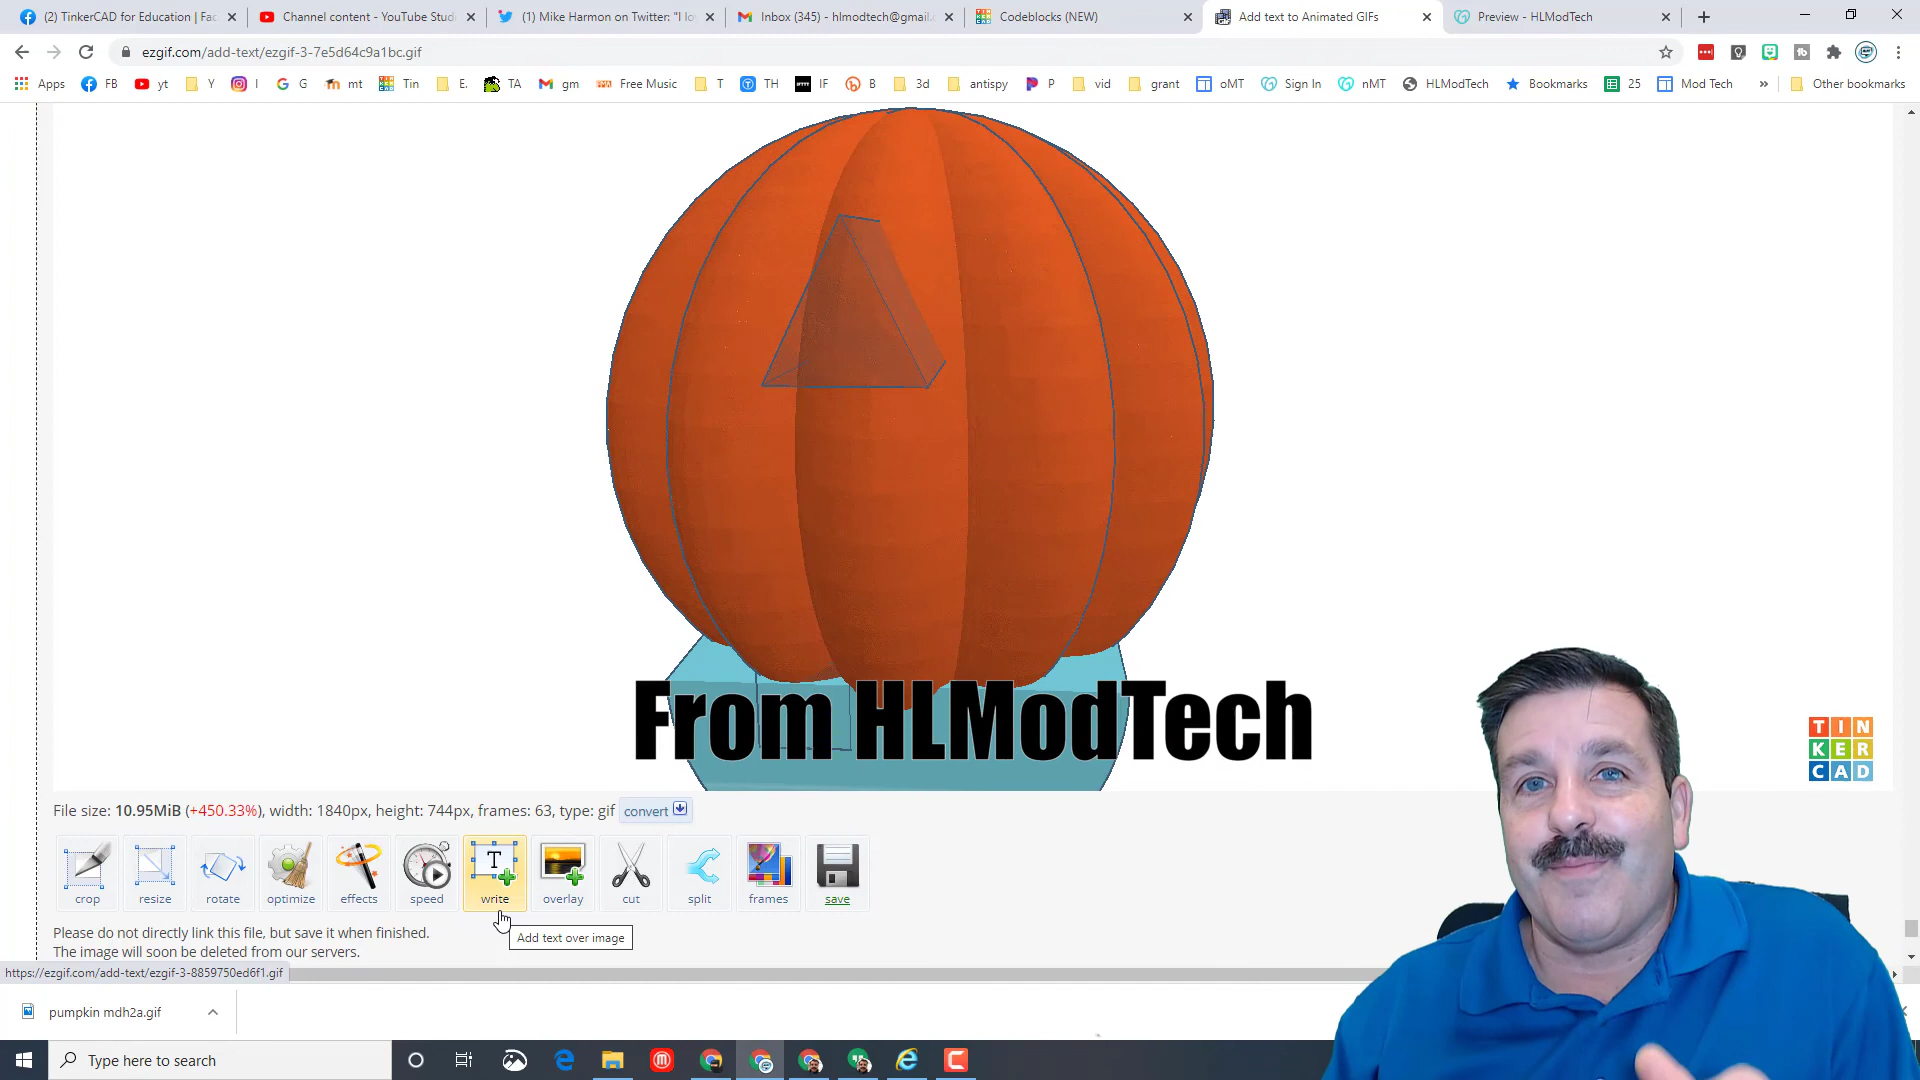 (2) TinkerCAD for Education | Fac
Channel content - YouTube Studi
(1) Mike Harmon on Twitter: "I lo
Inbox (345) - hlmodtech@gmail.c
Codeblocks (NEW)
Add text to Animated GIFs
Preview - HLModTech
ezgif.com/add-text/ezgif-3-7e5d64c9a1bc.gif
Apps
FB
yt
Y
I
G
mt
Tin
E.
TA
gm
Free Music
T
TH
IF
B
3d
antispy
P
vid
grant
oMT
Sign In
nMT
HLModTech
Bookmarks
25
Mod Tech
»
Other bookmarks
From HLModTech
TIN
KER
CAD
File size: 10.95MiB (+450.33%), width: 1840px, height: 744px, frames: 63, type: gif
convert
crop
resize
rotate
optimize
effects
speed
write
overlay
cut
split
frames
save
Add text over image
Please do not directly link this file, but save it when finished.
The image will soon be deleted from our servers.
https://ezgif.com/add-text/ezgif-3-8859750ed6f1.gif
pumpkin mdh2a.gif
Type here to search